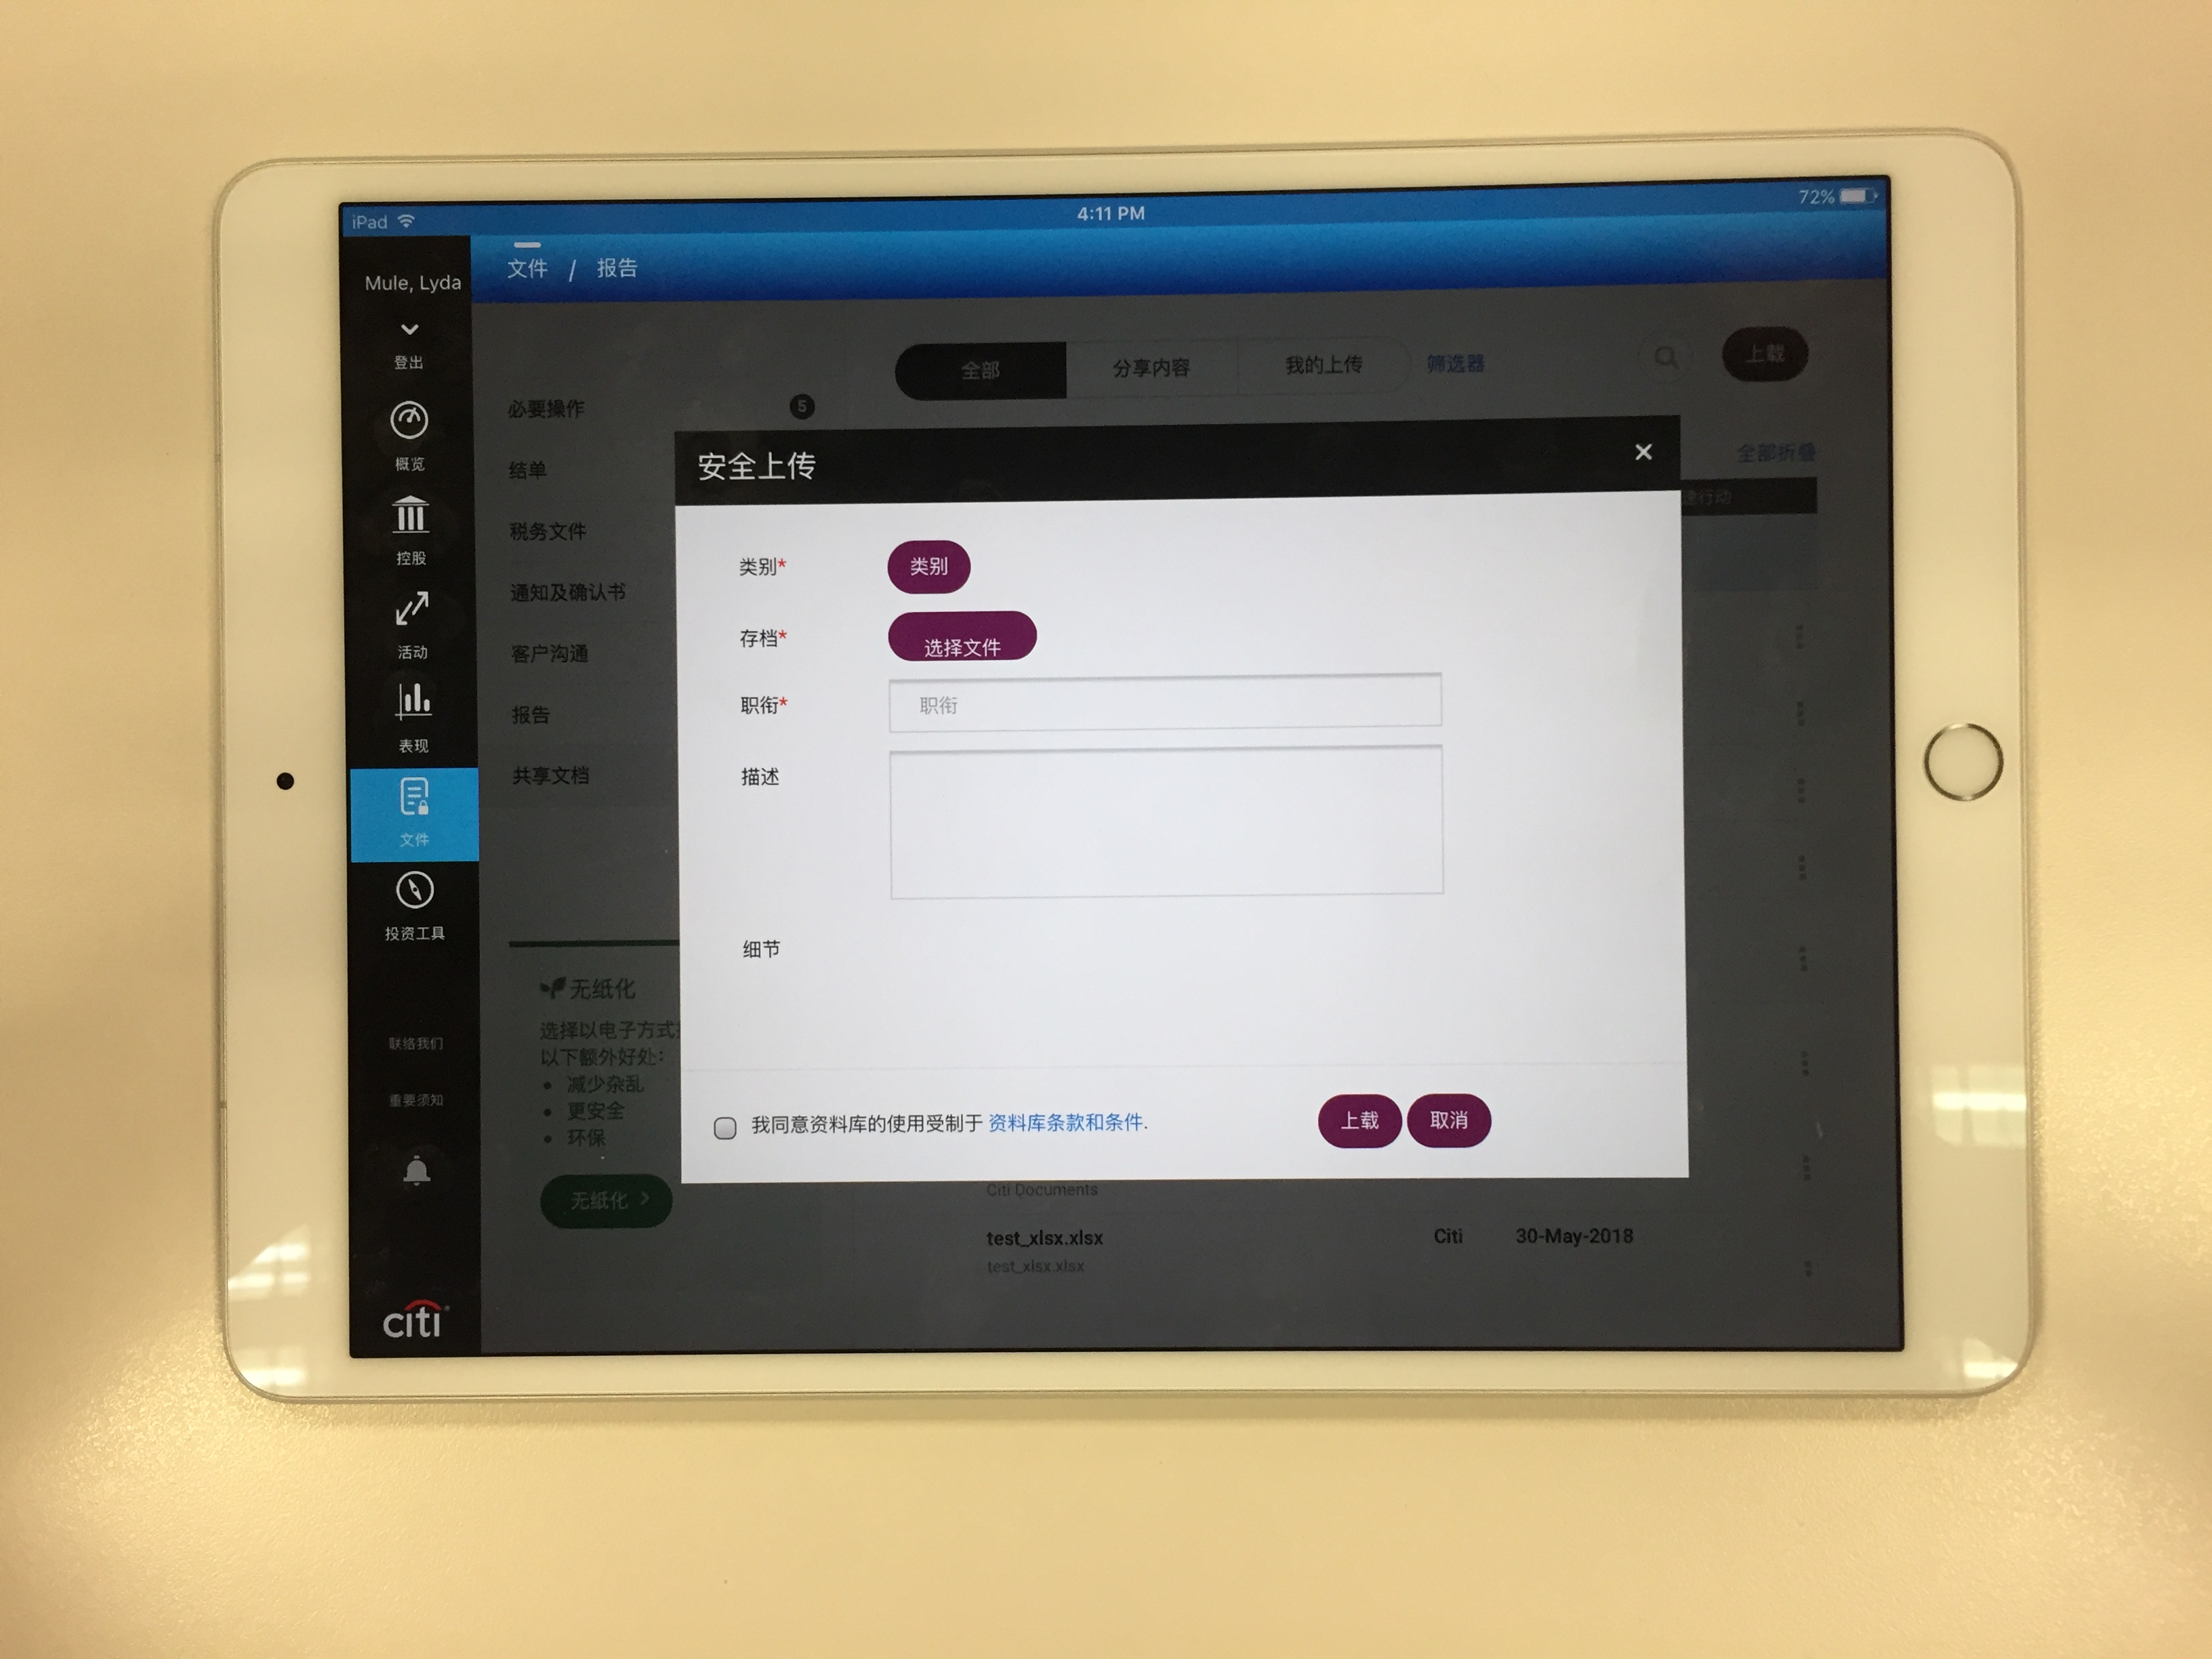 iPad
4:11 PM
72%
Mule, Lyda
登出
概览
控股
活动
表现
文件
投资工具
联络我们
重要须知
citi
文件 / 报告
必要操作
5
结单
税务文件
通知及确认书
客户沟通
报告
共享文档
无纸化
选择以电子方式
以下额外好处:
• 减少杂乱
• 更安全
• 环保
无纸化 >
全部
分享内容
我的上传
筛选器
上载
全部折叠
安全上传
类别*
类别
存档*
选择文件
职衔*
职衔
描述
细节
我同意资料库的使用受制于 资料库条款和条件.
上载
取消
Citi Documents
test_xlsx.xlsx
Citi
30-May-2018
test_xlsx.xlsx